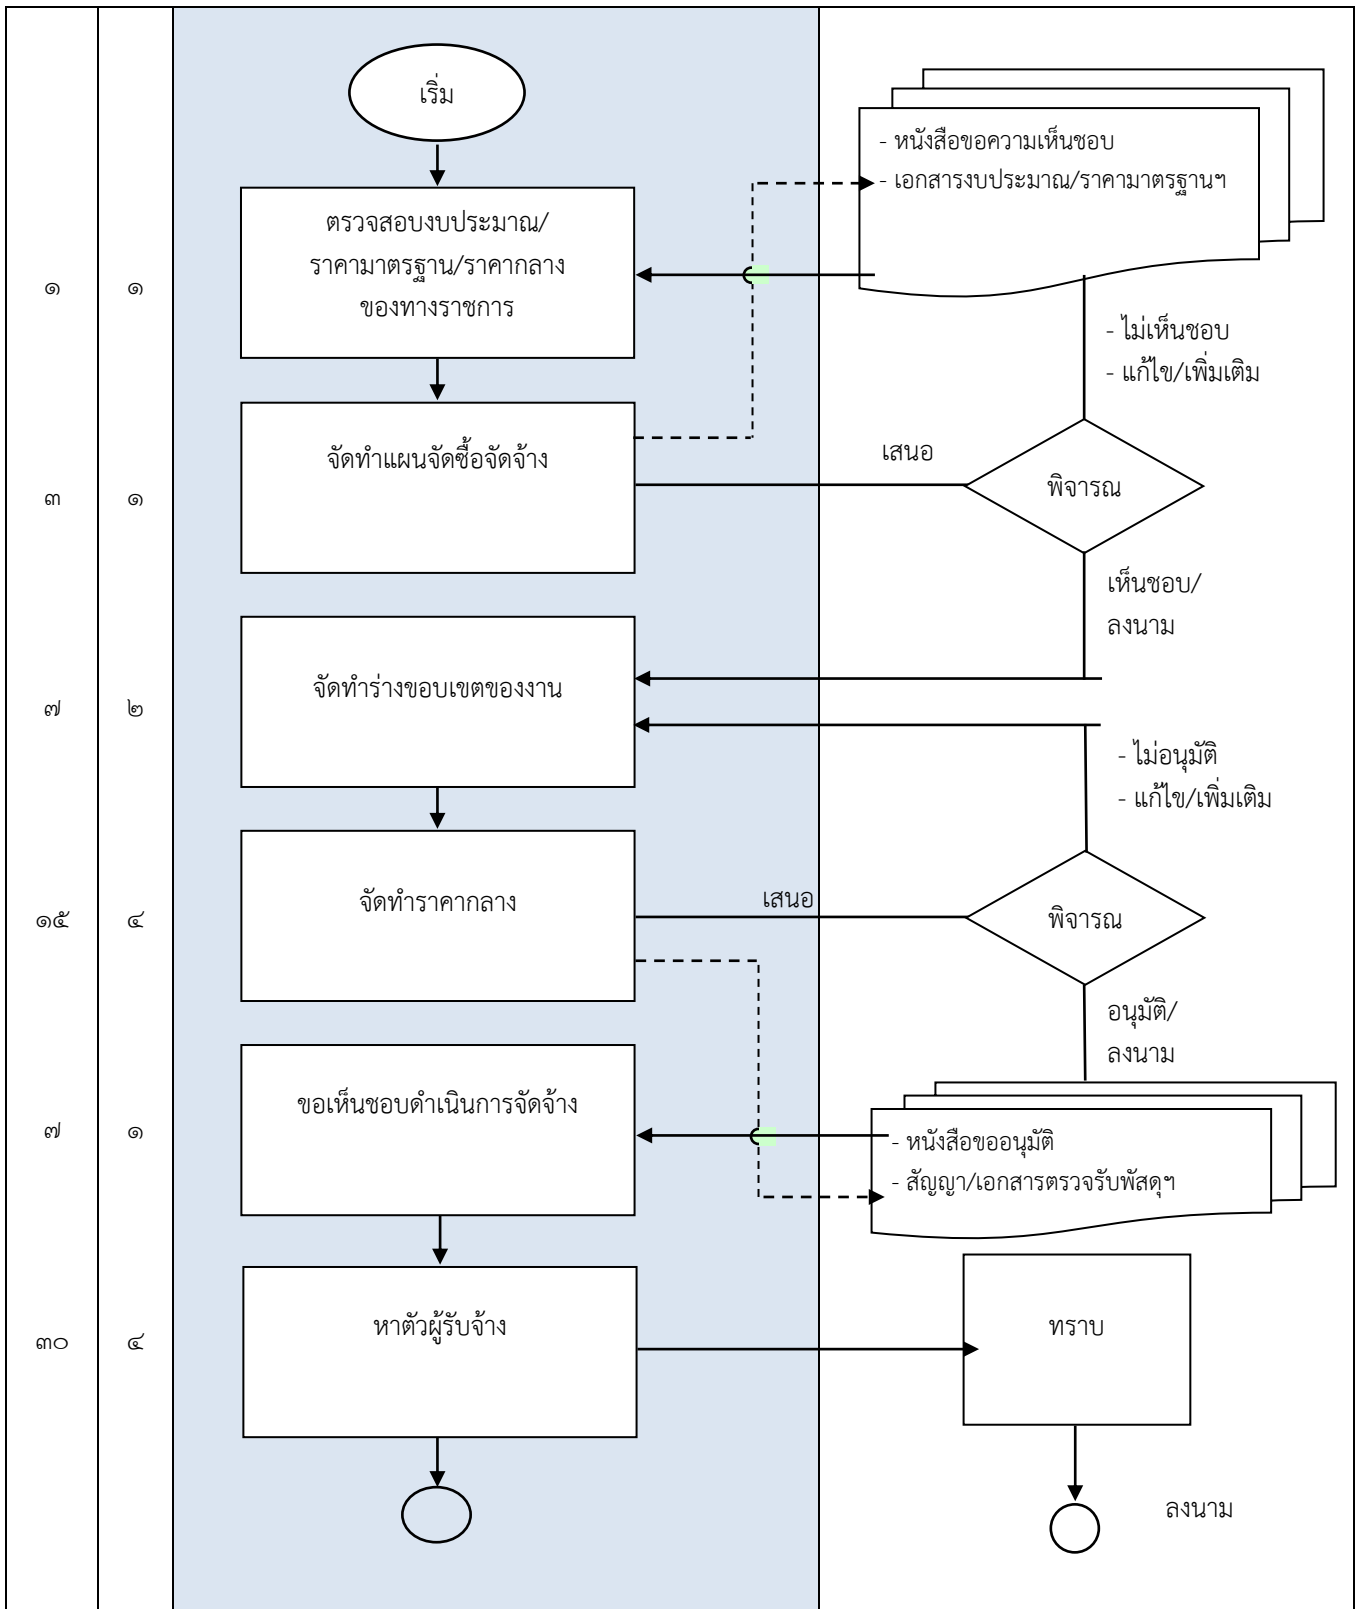 เริ่ม
- หนังสือขอความเห็นชอบ
- เอกสารงบประมาณ/ราคามาตรฐานฯ
ตรวจสอบงบประมาณ/
ราคามาตรฐาน/ราคากลาง
ของทางราชการ
๑ ๑
- ไม่เห็นชอบ
- แก้ไข/เพิ่มเติม
จัดทำแผนจัดซื้อจัดจ้าง
เสนอ
พิจารณ
๓ ๑
เห็นชอบ/
ลงนาม
จัดทำร่างขอบเขตของงาน
๗ ๒
- ไม่อนุมัติ
- แก้ไข/เพิ่มเติม
จัดทำราคากลาง
เสนอ
พิจารณ
๑๕ ๔
อนุมัติ/
ลงนาม
ขอเห็นชอบดำเนินการจัดจ้าง
๗ ๑
- หนังสือขออนุมัติ
- สัญญา/เอกสารตรวจรับพัสดุฯ
หาตัวผู้รับจ้าง
ทราบ
๓๐ ๔
ลงนาม